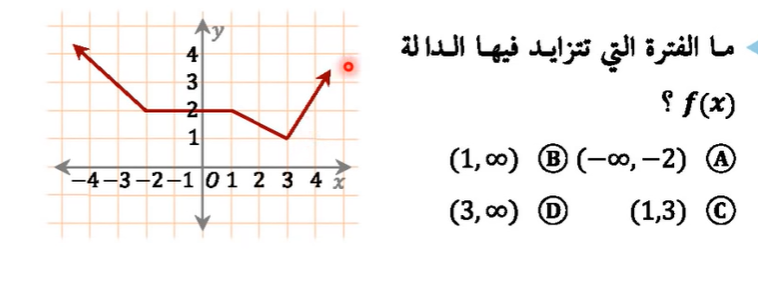 ما الفترة التي تتزايد فيها الدالة
f(x) ؟
Ⓐ (−∞, −2) Ⓑ (1, ∞)
Ⓒ (1,3) Ⓓ (3, ∞)
y
4
3
2
1
−4 −3 −2 −1 O 1 2 3 4 x